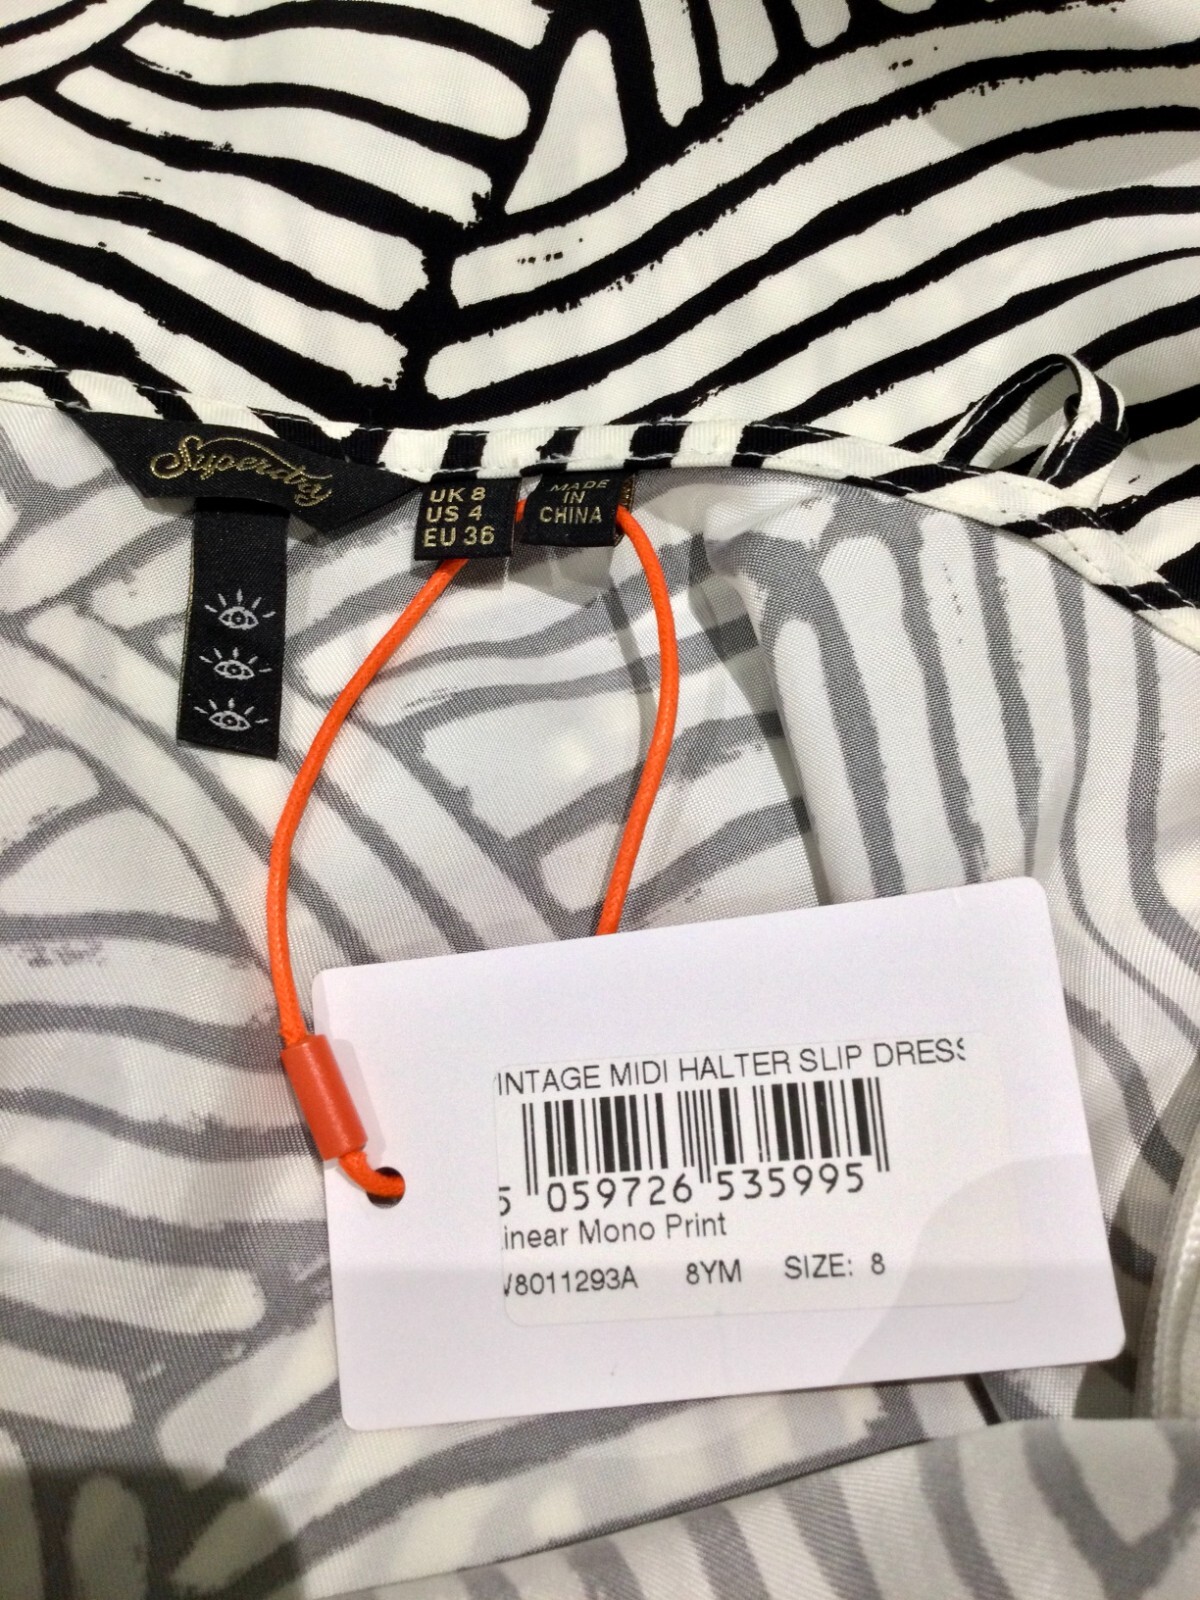 Superdry
UK 8
US 4
EU 36
MADE
IN
CHINA
INTAGE MIDI HALTER SLIP DRESS
5 059726 535995
inear Mono Print
8011293A 8YM SIZE: 8